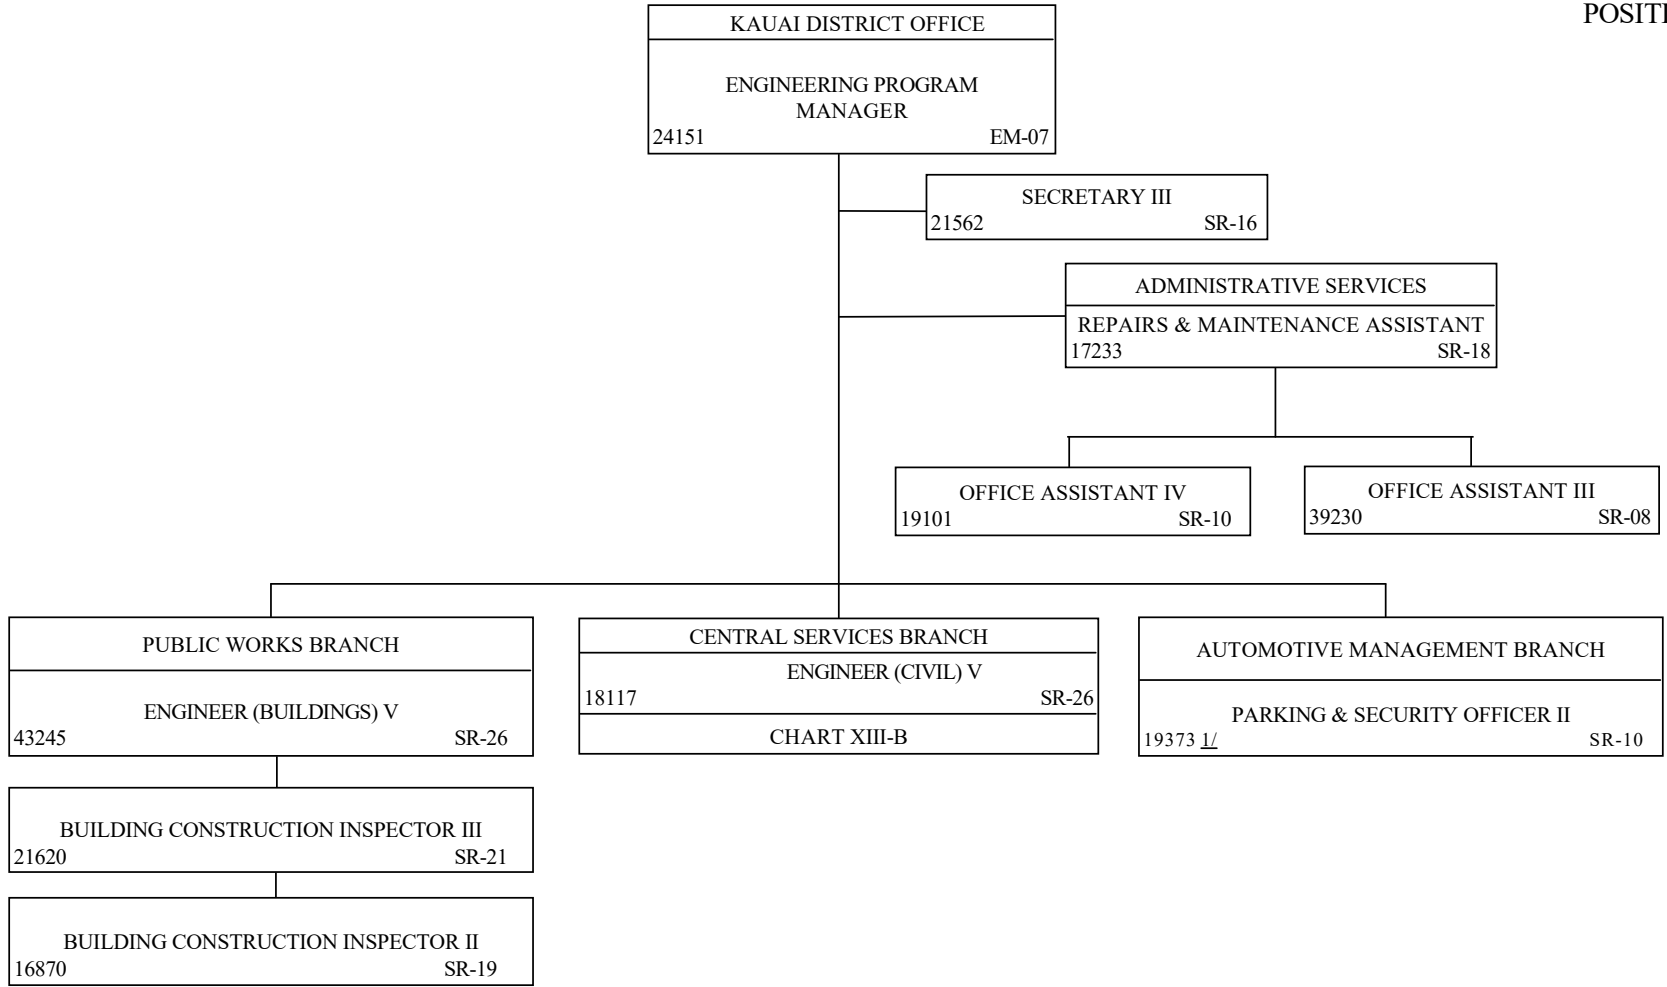 POSITI
KAUAI DISTRICT OFFICE
ENGINEERING PROGRAM
MANAGER
24151 EM-07
SECRETARY III
21562 SR-16
ADMINISTRATIVE SERVICES
REPAIRS & MAINTENANCE ASSISTANT
17233 SR-18
OFFICE ASSISTANT IV
19101 SR-10
OFFICE ASSISTANT III
39230 SR-08
PUBLIC WORKS BRANCH
ENGINEER (BUILDINGS) V
43245 SR-26
BUILDING CONSTRUCTION INSPECTOR III
21620 SR-21
BUILDING CONSTRUCTION INSPECTOR II
16870 SR-19
CENTRAL SERVICES BRANCH
ENGINEER (CIVIL) V
18117 SR-26
CHART XIII-B
AUTOMOTIVE MANAGEMENT BRANCH
PARKING & SECURITY OFFICER II
19373 1/ SR-10